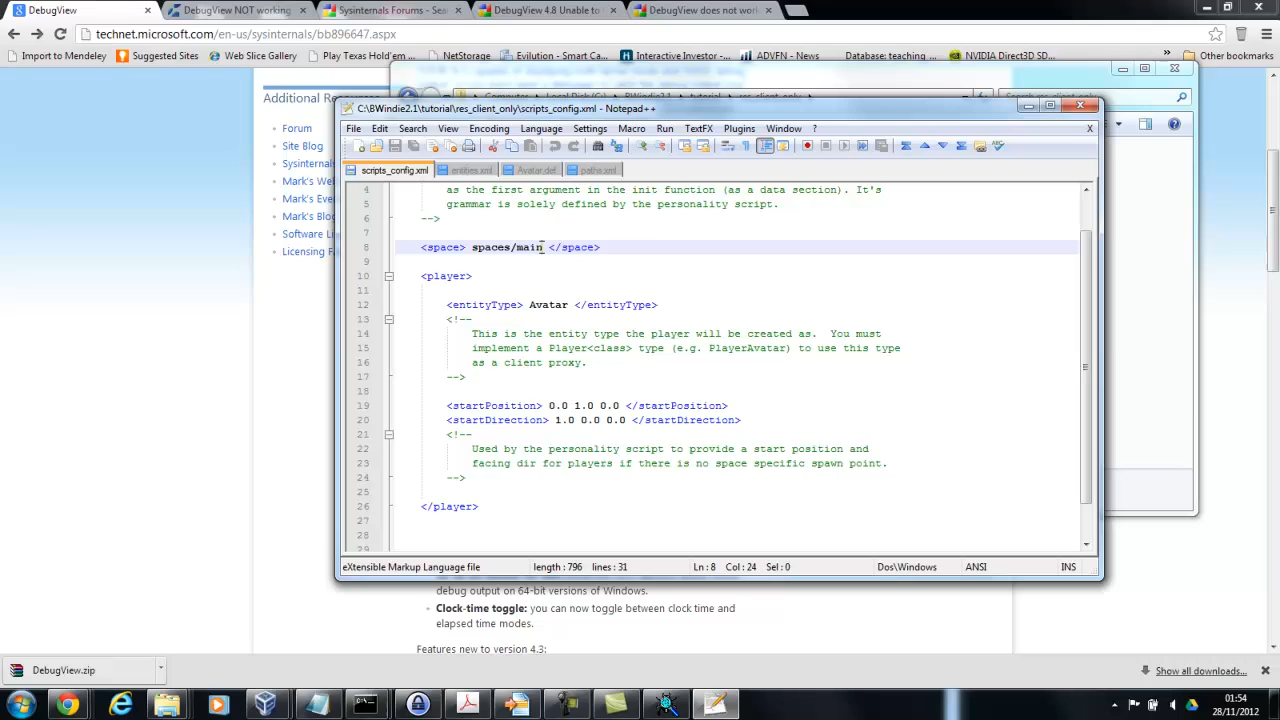 DebugView
DebugView NOT working
Sysinternals Forums - Sea
DebugView 4.8 Unable to
DebugView does not work
technet.microsoft.com/en-us/sysinternals/bb896647.aspx
Import to Mendeley
Suggested Sites
Web Slice Gallery
Play Texas Hold'em...
NetStorage
Evilution - Smart Ca...
Interactive Investor -...
ADVFN - News
Database: teaching ...
NVIDIA Direct3D SD...
Other bookmarks
Additional Resources
Computer
Local Disk (C:)
BWindie2.1
tutorial
res_client_only
Search res_client_only
C:\BWindie2.1\tutorial\res_client_only\scripts_config.xml - Notepad++
File Edit Search View Encoding Language Settings Macro Run TextFX Plugins Window ? X
scripts_config.xml entities.xml Avatar.def paths.xml
Forum
Site Blog
Sysinternals
Mark's We
Mark's Eve
Mark's Blo
Software Li
Licensing F
4 as the first argument in the init function (as a data section). It's
5 grammar is solely defined by the personality script.
6 -->
7
8 <space> spaces/main </space>
9
10 <player>
11
12 <entityType> Avatar </entityType>
13 <!--
14 This is the entity type the player will be created as.  You must
15 implement a Player<class> type (e.g. PlayerAvatar) to use this type
16 as a client proxy.
17 -->
18
19 <startPosition> 0.0 1.0 0.0 </startPosition>
20 <startDirection> 1.0 0.0 0.0 </startDirection>
21 <!--
22 Used by the personality script to provide a start position and
23 facing dir for players if there is no space specific spawn point.
24 -->
25
26 </player>
27
28
29
eXtensible Markup Language file length : 796 lines : 31 Ln : 8 Col : 24 Sel : 0 Dos\Windows ANSI INS
debug output on 64-bit versions of Windows.
Clock-time toggle: you can now toggle between clock time and
elapsed time modes.
Features new to version 4.3:
DebugView.zip
Show all downloads...
01:54
28/11/2012